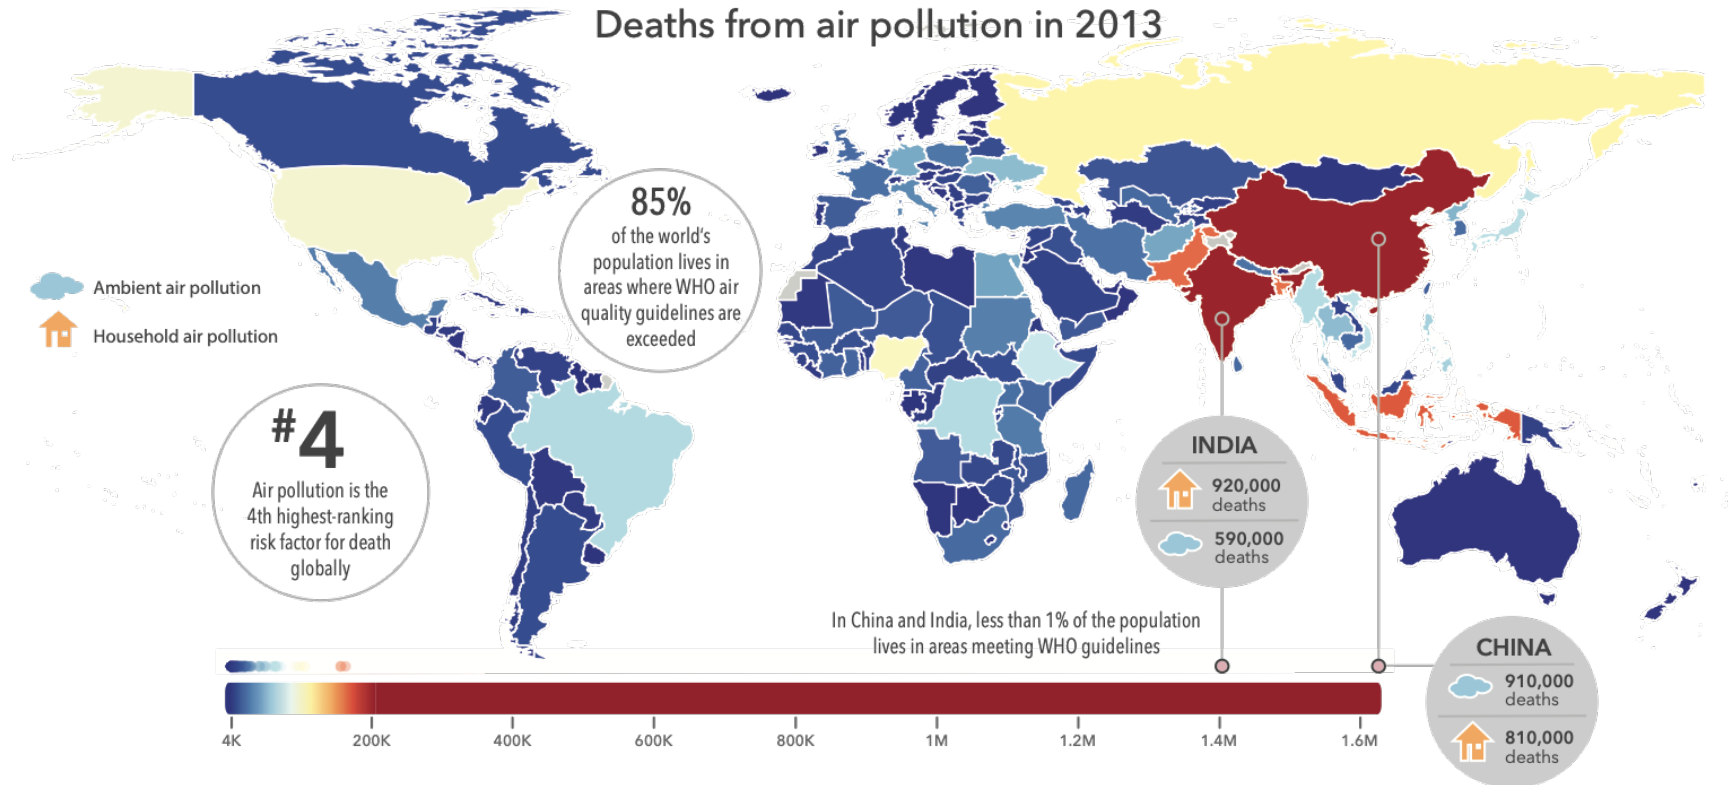 Deaths from air pollution in 2013
85%
of the world's
population lives in
areas where WHO air
quality guidelines are
exceeded
Ambient air pollution
Household air pollution
#4
Air pollution is the
4th highest-ranking
risk factor for death
globally
INDIA
920,000
deaths
590,000
deaths
In China and India, less than 1% of the population
lives in areas meeting WHO guidelines
CHINA
910,000
deaths
810,000
deaths
4K
200K
400K
600K
800K
1M
1.2M
1.4M
1.6M